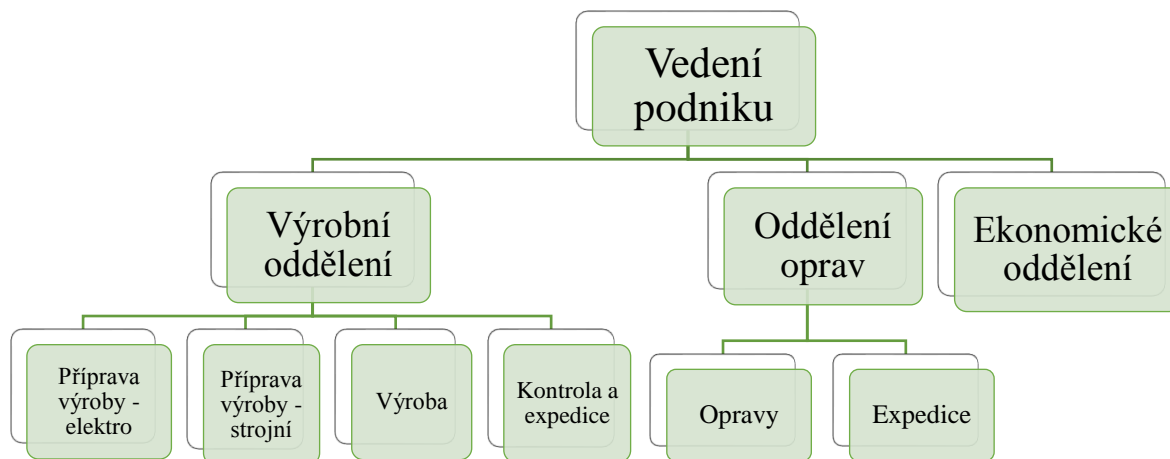 Vedení
podniku
Výrobní
oddělení
Oddělení
oprav
Ekonomické
oddělení
Příprava
výroby -
elektro
Příprava
výroby -
strojní
Výroba
Kontrola a
expedice
Opravy
Expedice